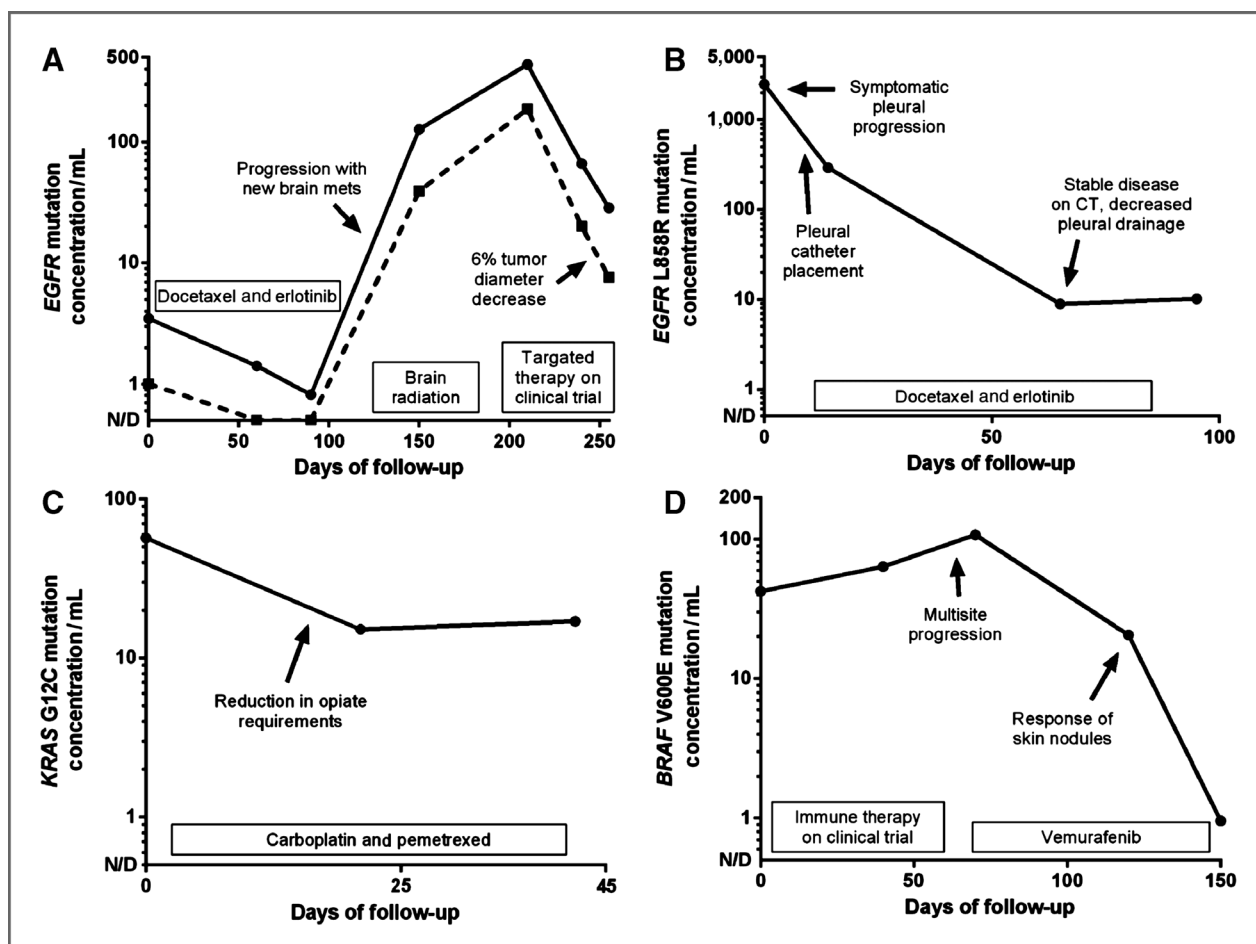 A
500
100
10
1
N/D
EGFR mutation
concentration/mL
Progression with
new brain mets
6% tumor
diameter
decrease
Docetaxel and erlotinib
Brain
radiation
Targated
therapy on
clinical trial
0
50
100
150
200
250
Days of follow-up
B
5,000
1,000
100
10
1
N/D
EGFR L858R mutation
concentration/mL
Symptomatic
pleural
progression
Pleural
catheter
placement
Stable disease
on CT, decreased
pleural drainage
Docetaxel and erlotinib
0
50
100
Days of follow-up
C
100
10
1
N/D
KRAS G12C mutation
concentration/mL
Reduction in opiate
requirements
Carboplatin and pemetrexed
0
25
45
Days of follow-up
D
200
100
10
1
N/D
BRAF V600E mutation
concentration/mL
Multisite
progression
Response of
skin nodules
Immune therapy
on clinical trial
Vemurafenib
0
50
100
150
Days of follow-up